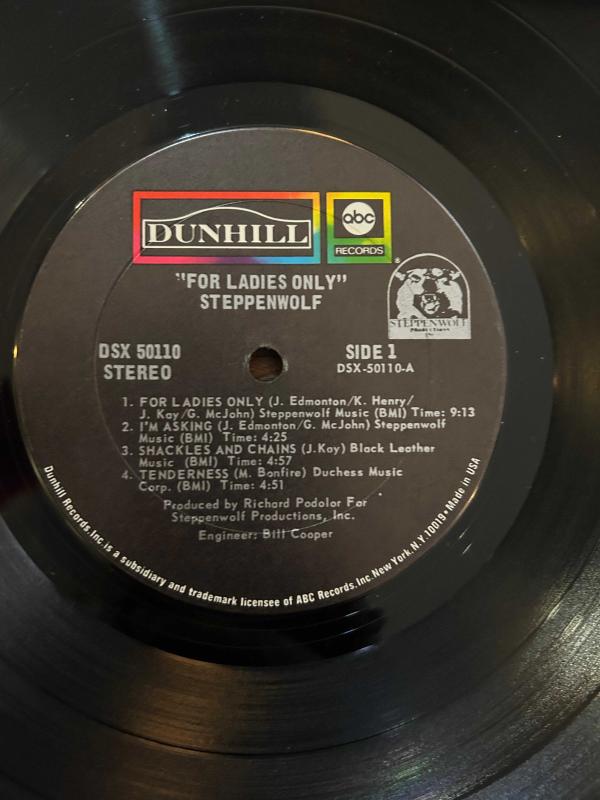 DUNHILL
abc
RECORDS
®
"FOR LADIES ONLY"
STEPPENWOLF
STEPPENWOLF
Productions
Inc
DSX 50110
STEREO
SIDE 1
DSX-50110-A
1. FOR LADIES ONLY (J. Edmonton/K. Henry/
J. Kay/G. McJohn) Steppenwolf Music (BMI) Time: 9:13
2. I'M ASKING (J. Edmonton/G. McJohn) Steppenwolf
Music (BMI) Time: 4:25
3. SHACKLES AND CHAINS (J.Kay) Black Leather
Music (BMI) Time: 4:57
4. TENDERNESS (M. Bonfire) Duchess Music
Corp. (BMI) Time: 4:51
Produced by Richard Podolor For
Steppenwolf Productions, Inc.
Engineer: Bill Cooper
Dunhill Records,Inc.is a subsidiary and trademark licensee of ABC Records,Inc.New York,N.Y.10019•Made in USA